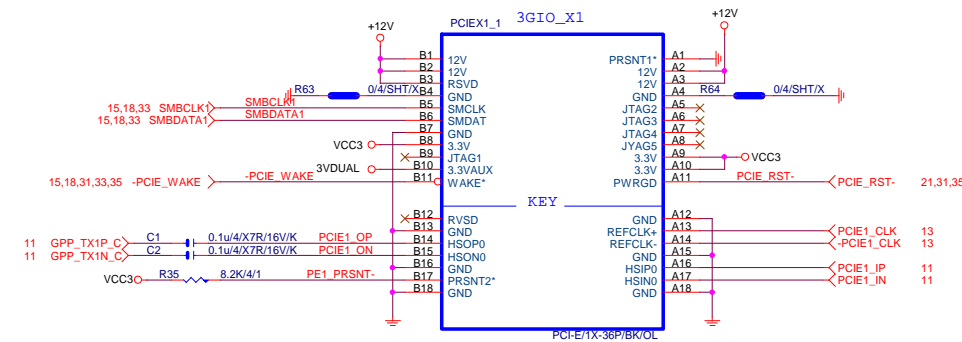 3GIO_X1
+12V PCIEX1_1 +12V
B1 12V PRSNT1* A1
B2 12V 12V A2
B3 RSVD 12V A3
R63 0/4/SHT/X B4 GND GND A4 R64 0/4/SHT/X
15,18,33 SMBCLK1 SMBCLK1 B5 SMCLK JTAG2 A5
15,18,33 SMBDATA1 SMBDATA1 B6 SMDAT JTAG3 A6
B7 GND JTAG4 A7
VCC3 B8 3.3V JYAG5 A8
B9 JTAG1 3.3V A9 VCC3
3VDUAL B10 3.3VAUX 3.3V A10
15,18,31,33,35 -PCIE_WAKE -PCIE_WAKE B11 WAKE* PWRGD A11 PCIE_RST- PCIE_RST- 21,31,35
KEY
B12 RVSD GND A12
B13 GND REFCLK+ A13 PCIE1_CLK 13
11 GPP_TX1P_C C1 0.1u/4/X7R/16V/K PCIE1_OP B14 HSOP0 REFCLK- A14 -PCIE1_CLK 13
11 GPP_TX1N_C C2 0.1u/4/X7R/16V/K PCIE1_ON B15 HSON0 GND A15
B16 GND HSIP0 A16 PCIE1_IP 11
VCC3 R35 8.2K/4/1 PE1_PRSNT- B17 PRSNT2* HSIN0 A17 PCIE1_IN 11
B18 GND GND A18
PCI-E/1X-36P/BK/OL